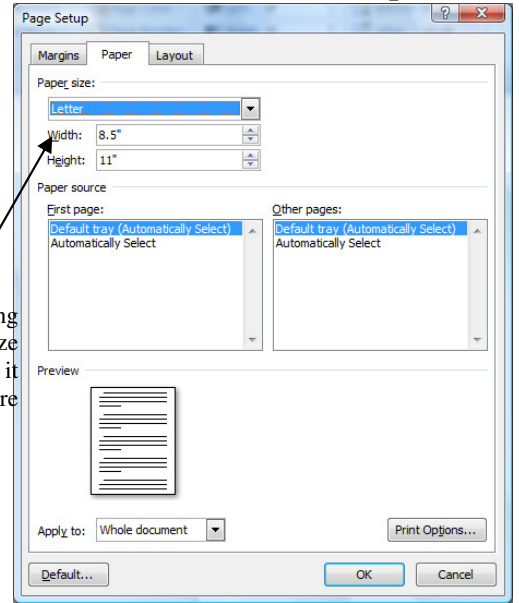 Page Setup
Margins Paper Layout
Paper size:
Letter
Width: 8.5"
Height: 11"
Paper source
First page: Other pages:
Default tray (Automatically Select) Default tray (Automatically Select)
Automatically Select Automatically Select
ng
ze
it
re
Preview
Apply to: Whole document Print Options...
Default... OK Cancel